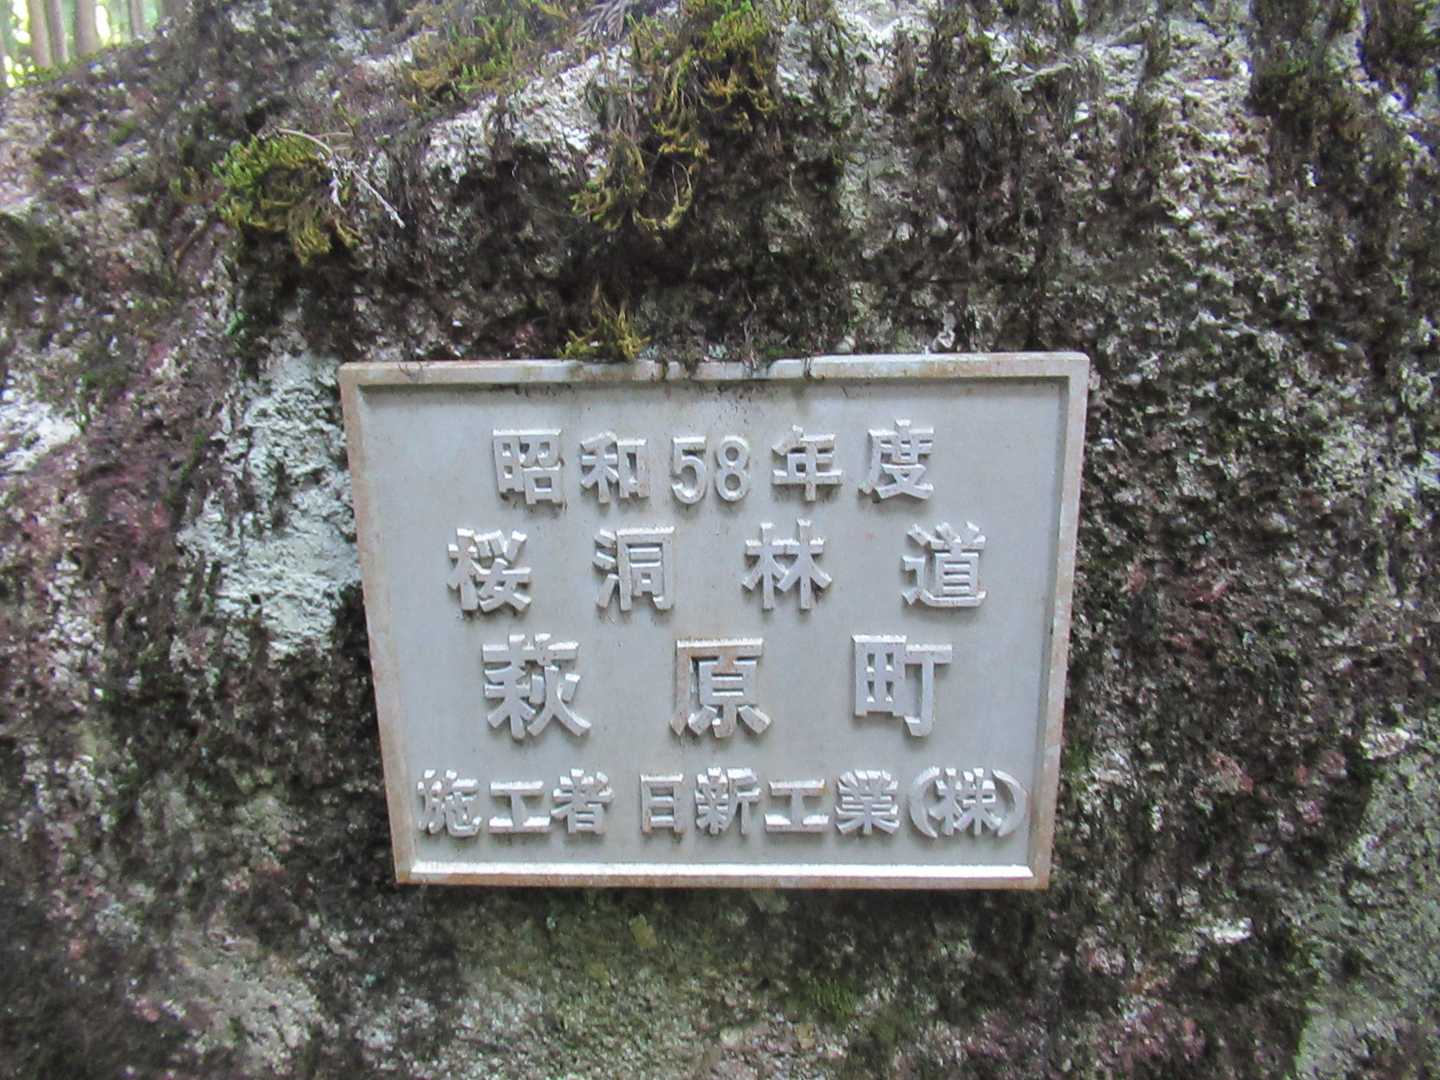 昭和58年度
桜洞林道
萩原町
施工者 日新工業(株)